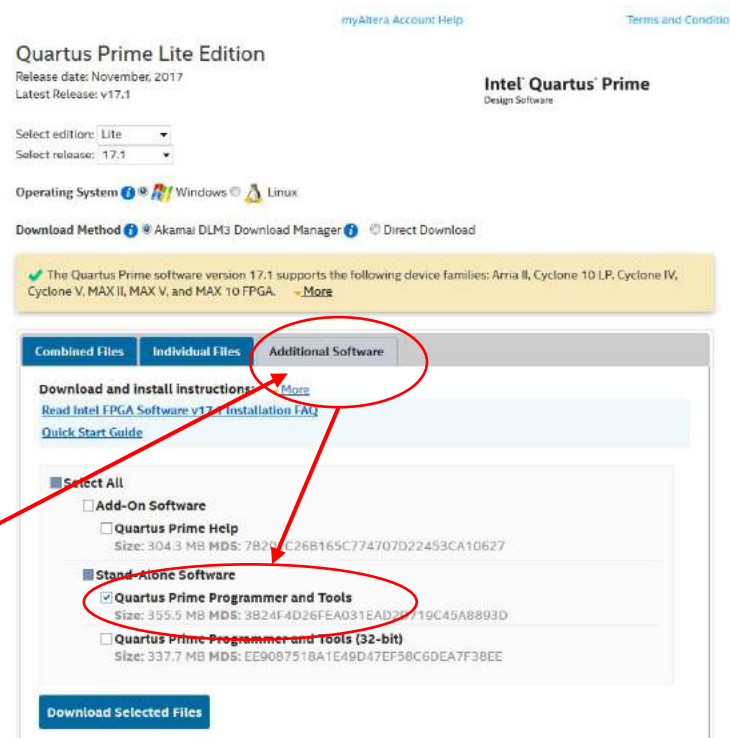 myAltera Account Help
Terms and Conditio
Quartus Prime Lite Edition
Release date: November, 2017
Latest Release: v17.1
Intel® Quartus® Prime
Design Software
Select edition: Lite
Select release: 17.1
Operating System Windows Linux
Download Method Akamai DLM3 Download Manager Direct Download
The Quartus Prime software version 17.1 supports the following device families: Arria II, Cyclone 10 LP, Cyclone IV,
Cyclone V, MAX II, MAX V, and MAX 10 FPGA. More
Combined Files Individual Files Additional Software
Download and install instructions: More
Read Intel FPGA Software v17.1 Installation FAQ
Quick Start Guide
Select All
Add-On Software
Quartus Prime Help
Size: 304.3 MB MD5:
Stand-Alone Software
Quartus Prime Programmer and Tools
Size: 355.5 MB MD5:
Quartus Prime Programmer and Tools (32-bit)
Size: 337.7 MB MD5: EE9087518A1E49D47EF58C6DEA7F38EE
Download Selected Files